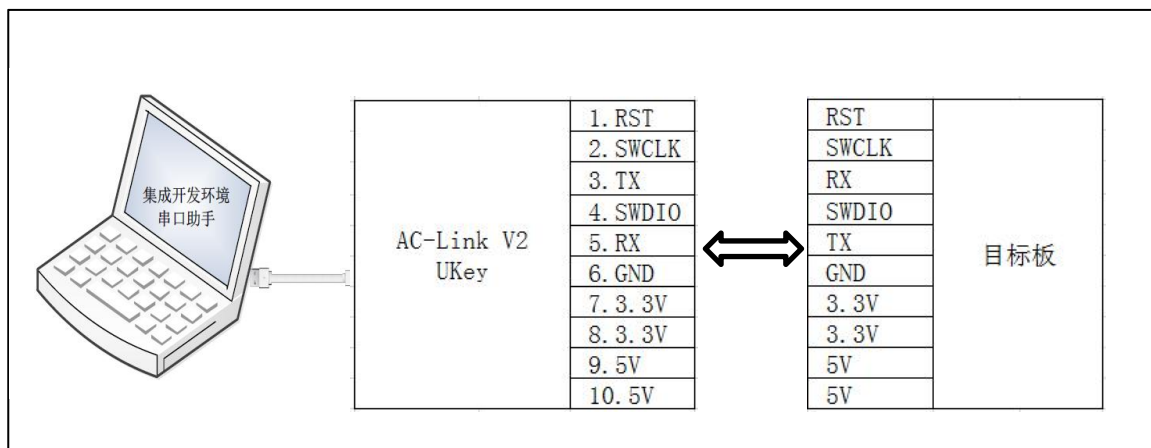 集成开发环境
串口助手
AC-Link V2
UKey
1. RST
2. SWCLK
3. TX
4. SWDIO
5. RX
6. GND
7. 3.3V
8. 3.3V
9. 5V
10. 5V
RST
SWCLK
RX
SWDIO
TX
GND
3.3V
3.3V
5V
5V
目标板